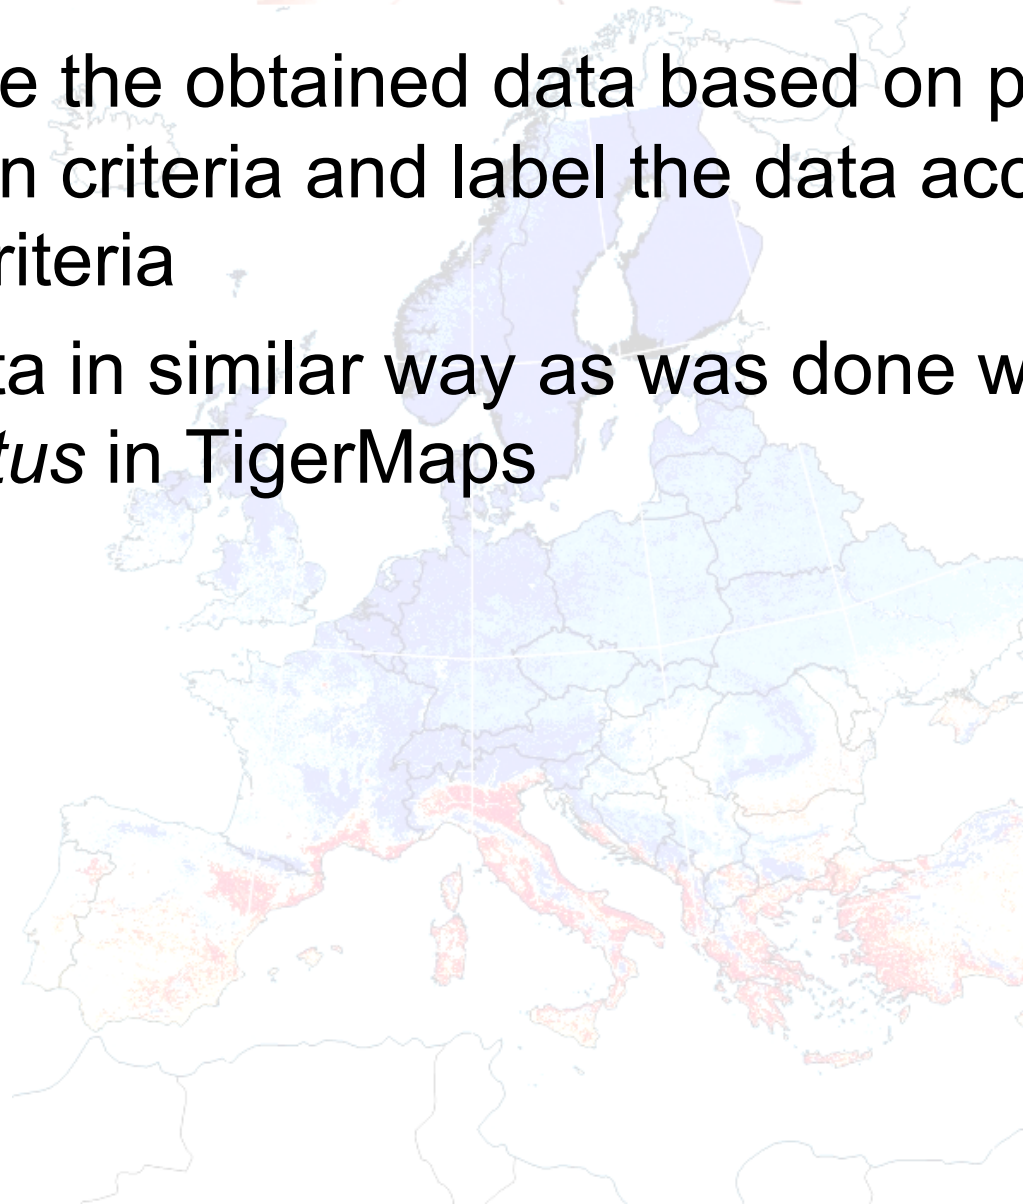 e the obtained data based on p
n criteria and label the data acc
riteria
ta in similar way as was done w
tus in TigerMaps